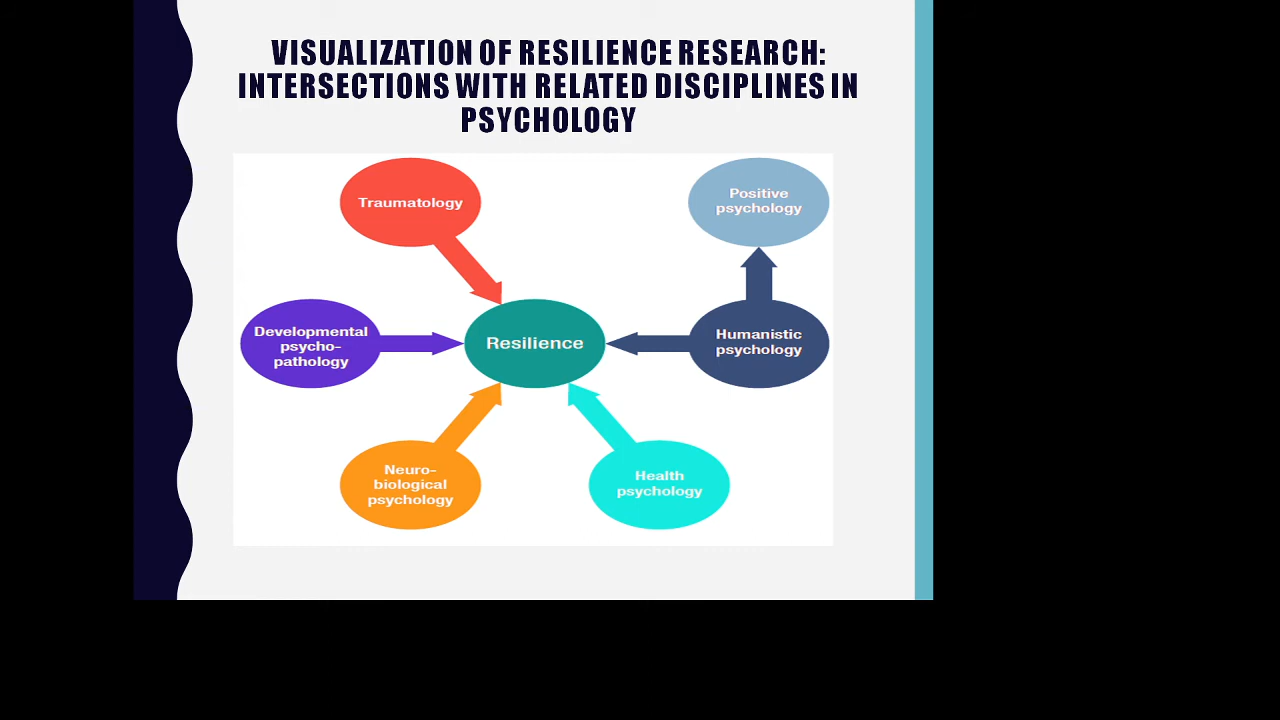 VISUALIZATION OF RESILIENCE RESEARCH:
INTERSECTIONS WITH RELATED DISCIPLINES IN
PSYCHOLOGY
Traumatology
Positive
psychology
Developmental
psycho-
pathology
Resilience
Humanistic
psychology
Neuro-
biological
psychology
Health
psychology